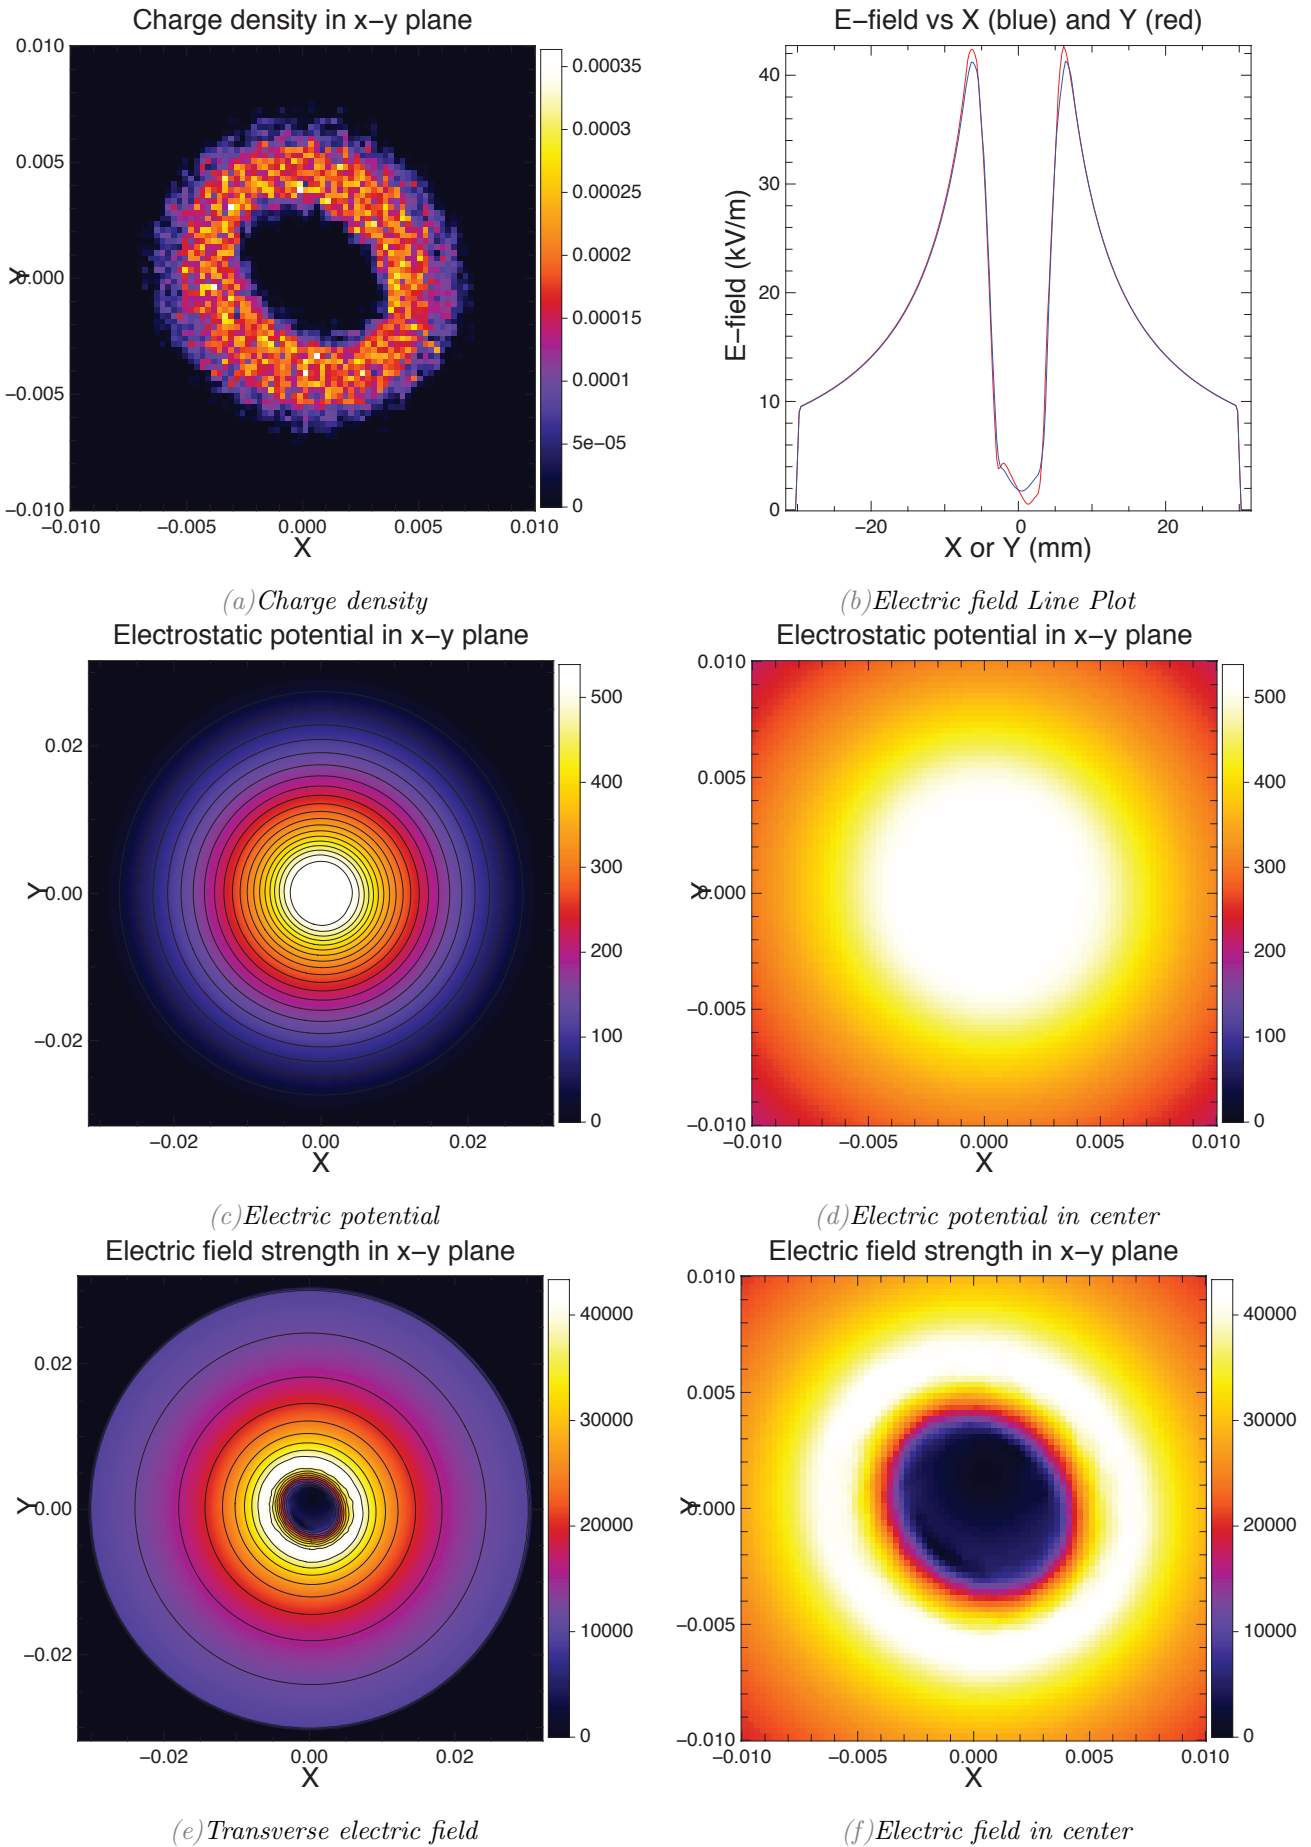 Charge density in x−y plane
0.010
0.005
0.000
−0.005
−0.010
Y
−0.010 −0.005 0.000 0.005 0.010
X
0.00035
0.0003
0.00025
0.0002
0.00015
0.0001
5e−05
0
(a)Charge density
E−field vs X (blue) and Y (red)
40
30
20
10
0
E−field (kV/m)
−20 0 20
X or Y (mm)
(b)Electric field Line Plot
Electrostatic potential in x−y plane
0.02
0.00
−0.02
Y
−0.02 0.00 0.02
X
500
400
300
200
100
0
(c)Electric potential
Electrostatic potential in x−y plane
0.010
0.005
0.000
−0.005
−0.010
Y
−0.010 −0.005 0.000 0.005 0.010
X
500
400
300
200
100
0
(d)Electric potential in center
Electric field strength in x−y plane
0.02
0.00
−0.02
Y
−0.02 0.00 0.02
X
40000
30000
20000
10000
0
(e)Transverse electric field
Electric field strength in x−y plane
0.010
0.005
0.000
−0.005
−0.010
Y
−0.010 −0.005 0.000 0.005 0.010
X
40000
30000
20000
10000
0
(f)Electric field in center